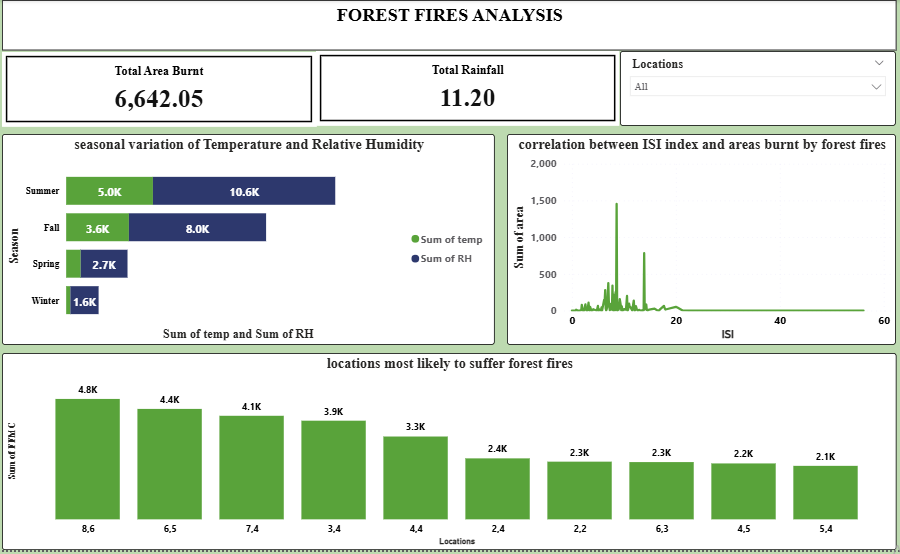 FOREST FIRES ANALYSIS
Total Area Burnt
6,642.05
Total Rainfall
11.20
Locations
All
seasonal variation of Temperature and Relative Humidity
Season
Summer
5.0K
10.6K
Fall
3.6K
8.0K
Spring
2.7K
Winter
1.6K
Sum of temp
Sum of RH
Sum of temp and Sum of RH
correlation between ISI index and areas burnt by forest fires
Sum of area
2,000
1,500
1,000
500
0
0
20
40
60
ISI
locations most likely to suffer forest fires
Sum of FFMC
4.8K
4.4K
4.1K
3.9K
3.3K
2.4K
2.3K
2.3K
2.2K
2.1K
8,6
6,5
7,4
3,4
4,4
2,4
2,2
6,3
4,5
5,4
Locations